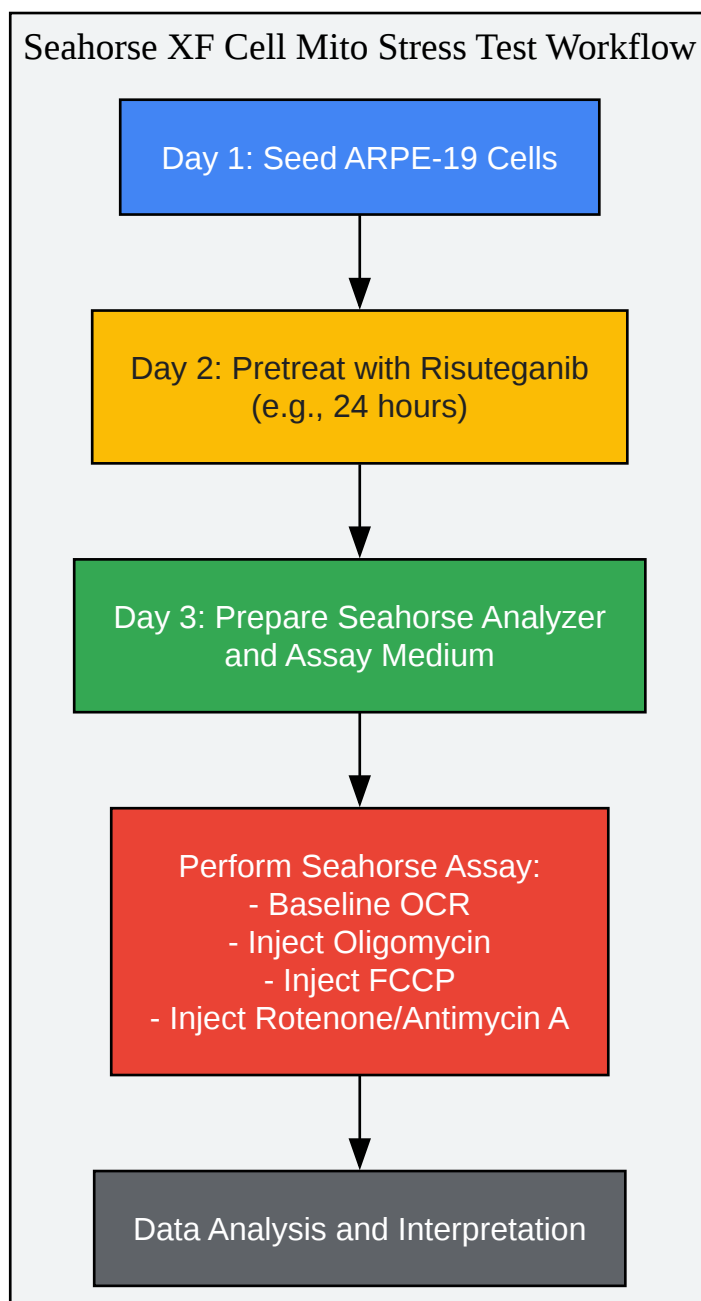 Seahorse XF Cell Mito Stress Test Workflow
Day 1: Seed ARPE-19 Cells
Day 2: Pretreat with Risuteganib
(e.g., 24 hours)
Day 3: Prepare Seahorse Analyzer
and Assay Medium
Perform Seahorse Assay:
- Baseline OCR
- Inject Oligomycin
- Inject FCCP
- Inject Rotenone/Antimycin A
Data Analysis and Interpretation